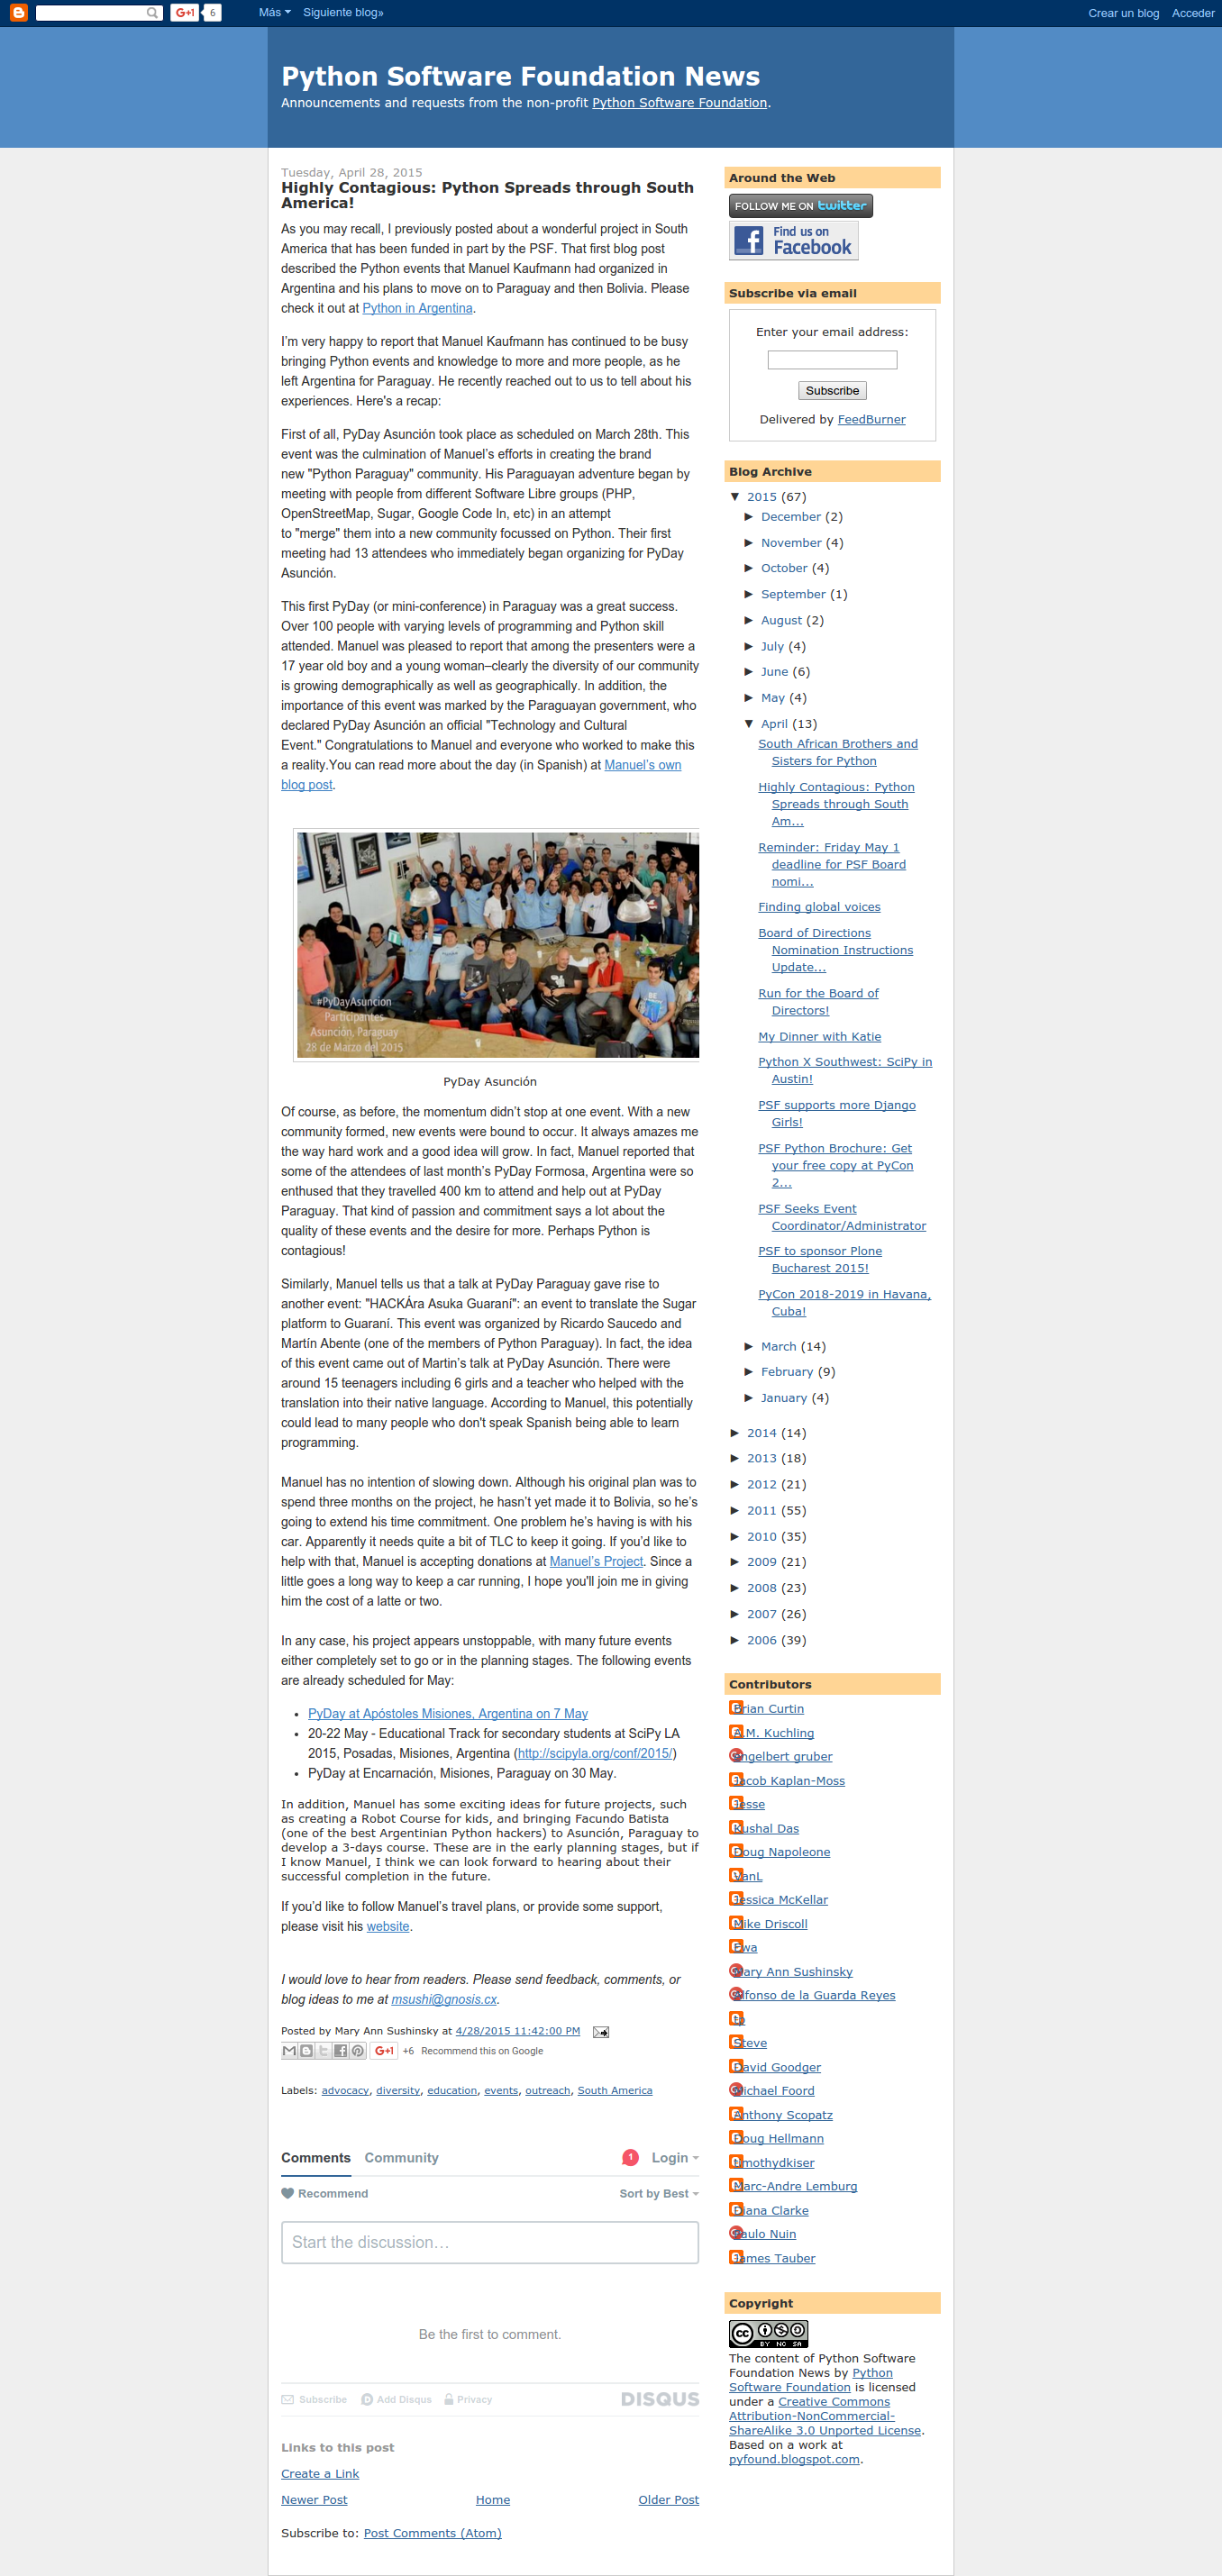 G+1 6 Más Siguiente blog» Crear un blog Acceder
Python Software Foundation News
Announcements and requests from the non-profit Python Software Foundation.
Tuesday, April 28, 2015
Highly Contagious: Python Spreads through South
America!
As you may recall, I previously posted about a wonderful project in South
America that has been funded in part by the PSF. That first blog post
described the Python events that Manuel Kaufmann had organized in
Argentina and his plans to move on to Paraguay and then Bolivia. Please
check it out at Python in Argentina.
I'm very happy to report that Manuel Kaufmann has continued to be busy
bringing Python events and knowledge to more and more people, as he
left Argentina for Paraguay. He recently reached out to us to tell about his
experiences. Here's a recap:
First of all, PyDay Asunción took place as scheduled on March 28th. This
event was the culmination of Manuel's efforts in creating the brand
new "Python Paraguay" community. His Paraguayan adventure began by
meeting with people from different Software Libre groups (PHP,
OpenStreetMap, Sugar, Google Code In, etc) in an attempt
to "merge" them into a new community focussed on Python. Their first
meeting had 13 attendees who immediately began organizing for PyDay
Asunción.
This first PyDay (or mini-conference) in Paraguay was a great success.
Over 100 people with varying levels of programming and Python skill
attended. Manuel was pleased to report that among the presenters were a
17 year old boy and a young woman–clearly the diversity of our community
is growing demographically as well as geographically. In addition, the
importance of this event was marked by the Paraguayan government, who
declared PyDay Asunción an official "Technology and Cultural
Event." Congratulations to Manuel and everyone who worked to make this
a reality.You can read more about the day (in Spanish) at Manuel's own
blog post.
#PyDayAsuncion
Participantes
Asunción, Paraguay
28 de Marzo del 2015
PyDay Asunción
Of course, as before, the momentum didn't stop at one event. With a new
community formed, new events were bound to occur. It always amazes me
the way hard work and a good idea will grow. In fact, Manuel reported that
some of the attendees of last month's PyDay Formosa, Argentina were so
enthused that they travelled 400 km to attend and help out at PyDay
Paraguay. That kind of passion and commitment says a lot about the
quality of these events and the desire for more. Perhaps Python is
contagious!
Similarly, Manuel tells us that a talk at PyDay Paraguay gave rise to
another event: "HACKÁra Asuka Guaraní": an event to translate the Sugar
platform to Guaraní. This event was organized by Ricardo Saucedo and
Martín Abente (one of the members of Python Paraguay). In fact, the idea
of this event came out of Martin's talk at PyDay Asunción. There were
around 15 teenagers including 6 girls and a teacher who helped with the
translation into their native language. According to Manuel, this potentially
could lead to many people who don't speak Spanish being able to learn
programming.
Manuel has no intention of slowing down. Although his original plan was to
spend three months on the project, he hasn't yet made it to Bolivia, so he's
going to extend his time commitment. One problem he's having is with his
car. Apparently it needs quite a bit of TLC to keep it going. If you'd like to
help with that, Manuel is accepting donations at Manuel's Project. Since a
little goes a long way to keep a car running, I hope you'll join me in giving
him the cost of a latte or two.
In any case, his project appears unstoppable, with many future events
either completely set to go or in the planning stages. The following events
are already scheduled for May:
• PyDay at Apóstoles Misiones, Argentina on 7 May
• 20-22 May - Educational Track for secondary students at SciPy LA
2015, Posadas, Misiones, Argentina (http://scipyla.org/conf/2015/)
• PyDay at Encarnación, Misiones, Paraguay on 30 May.
In addition, Manuel has some exciting ideas for future projects, such
as creating a Robot Course for kids, and bringing Facundo Batista
(one of the best Argentinian Python hackers) to Asunción, Paraguay to
develop a 3-days course. These are in the early planning stages, but if
I know Manuel, I think we can look forward to hearing about their
successful completion in the future.
If you'd like to follow Manuel's travel plans, or provide some support,
please visit his website.
I would love to hear from readers. Please send feedback, comments, or
blog ideas to me at msushi@gnosis.cx.
Posted by Mary Ann Sushinsky at 4/28/2015 11:42:00 PM
G+1 +6 Recommend this on Google
Labels: advocacy, diversity, education, events, outreach, South America
Comments Community 1 Login
Recommend Sort by Best
Start the discussion…
Be the first to comment.
Subscribe Add Disqus Privacy DISQUS
Links to this post
Create a Link
Newer Post Home Older Post
Subscribe to: Post Comments (Atom)
Around the Web
FOLLOW ME ON twitter
Find us on
Facebook
Subscribe via email
Enter your email address:
Subscribe
Delivered by FeedBurner
Blog Archive
▼ 2015 (67)
► December (2)
► November (4)
► October (4)
► September (1)
► August (2)
► July (4)
► June (6)
► May (4)
▼ April (13)
South African Brothers and
Sisters for Python
Highly Contagious: Python
Spreads through South
Am...
Reminder: Friday May 1
deadline for PSF Board
nomi...
Finding global voices
Board of Directions
Nomination Instructions
Update...
Run for the Board of
Directors!
My Dinner with Katie
Python X Southwest: SciPy in
Austin!
PSF supports more Django
Girls!
PSF Python Brochure: Get
your free copy at PyCon
2...
PSF Seeks Event
Coordinator/Administrator
PSF to sponsor Plone
Bucharest 2015!
PyCon 2018-2019 in Havana,
Cuba!
► March (14)
► February (9)
► January (4)
► 2014 (14)
► 2013 (18)
► 2012 (21)
► 2011 (55)
► 2010 (35)
► 2009 (21)
► 2008 (23)
► 2007 (26)
► 2006 (39)
Contributors
Brian Curtin
A.M. Kuchling
engelbert gruber
Jacob Kaplan-Moss
Jesse
Kushal Das
Doug Napoleone
VanL
Jessica McKellar
Mike Driscoll
Ewa
Mary Ann Sushinsky
Alfonso de la Guarda Reyes
tp
Steve
David Goodger
Michael Foord
Anthony Scopatz
Doug Hellmann
timothydkiser
Marc-Andre Lemburg
Diana Clarke
Paulo Nuin
James Tauber
Copyright
cc BY NC SA
The content of Python Software
Foundation News by Python
Software Foundation is licensed
under a Creative Commons
Attribution-NonCommercial-
ShareAlike 3.0 Unported License.
Based on a work at
pyfound.blogspot.com.